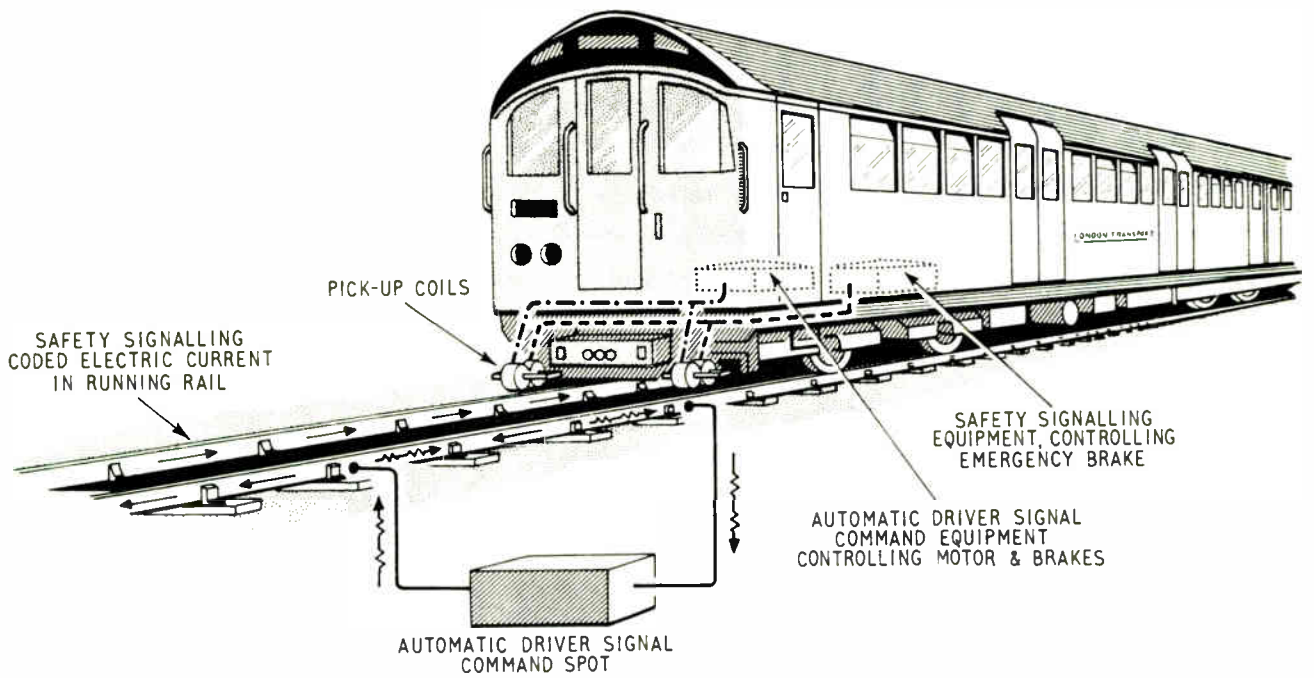 LONDON TRANSPORT
PICK-UP COILS
SAFETY SIGNALLING
CODED ELECTRIC CURRENT
IN RUNNING RAIL
SAFETY SIGNALLING
EQUIPMENT, CONTROLLING
EMERGENCY BRAKE
AUTOMATIC DRIVER SIGNAL
COMMAND EQUIPMENT
CONTROLLING MOTOR & BRAKES
AUTOMATIC DRIVER SIGNAL
COMMAND SPOT